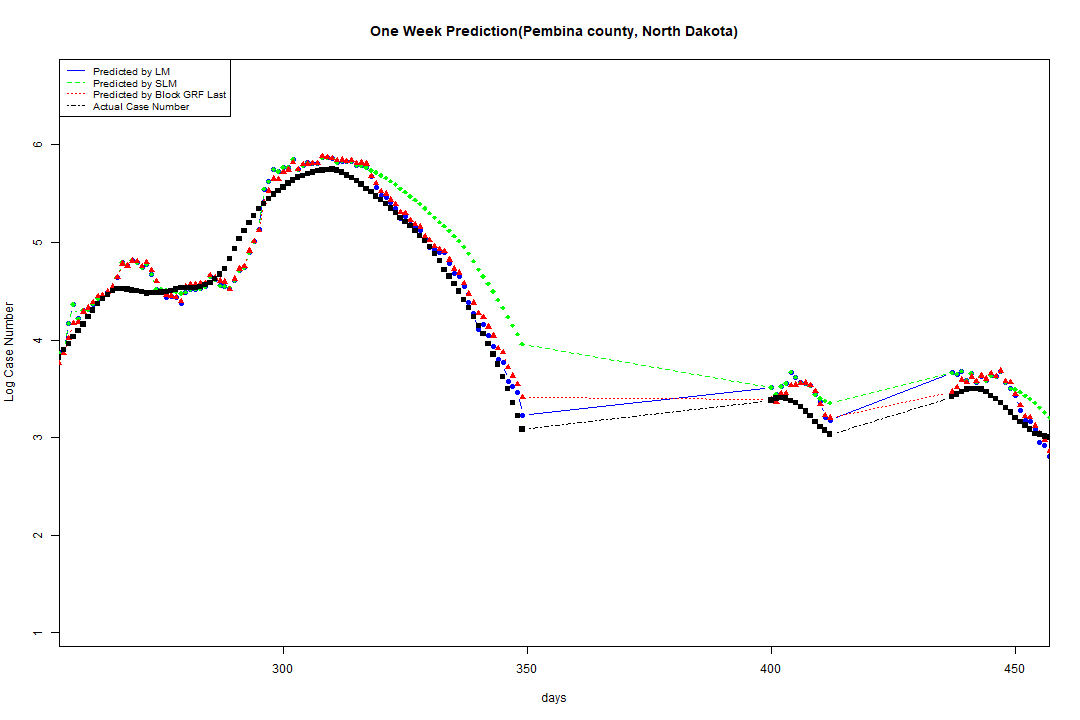 One Week Prediction(Pembina county, North Dakota)
Predicted by LM
Predicted by SLM
Predicted by Block GRF Last
Actual Case Number
6
5
4
3
2
1
Log Case Number
300 350 400 450
days